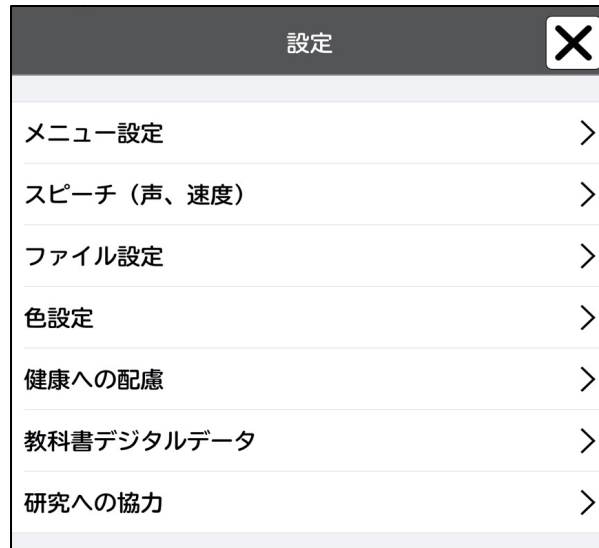 設定
メニュー設定
スピーチ（声、速度）
ファイル設定
色設定
健康への配慮
教科書デジタルデータ
研究への協力